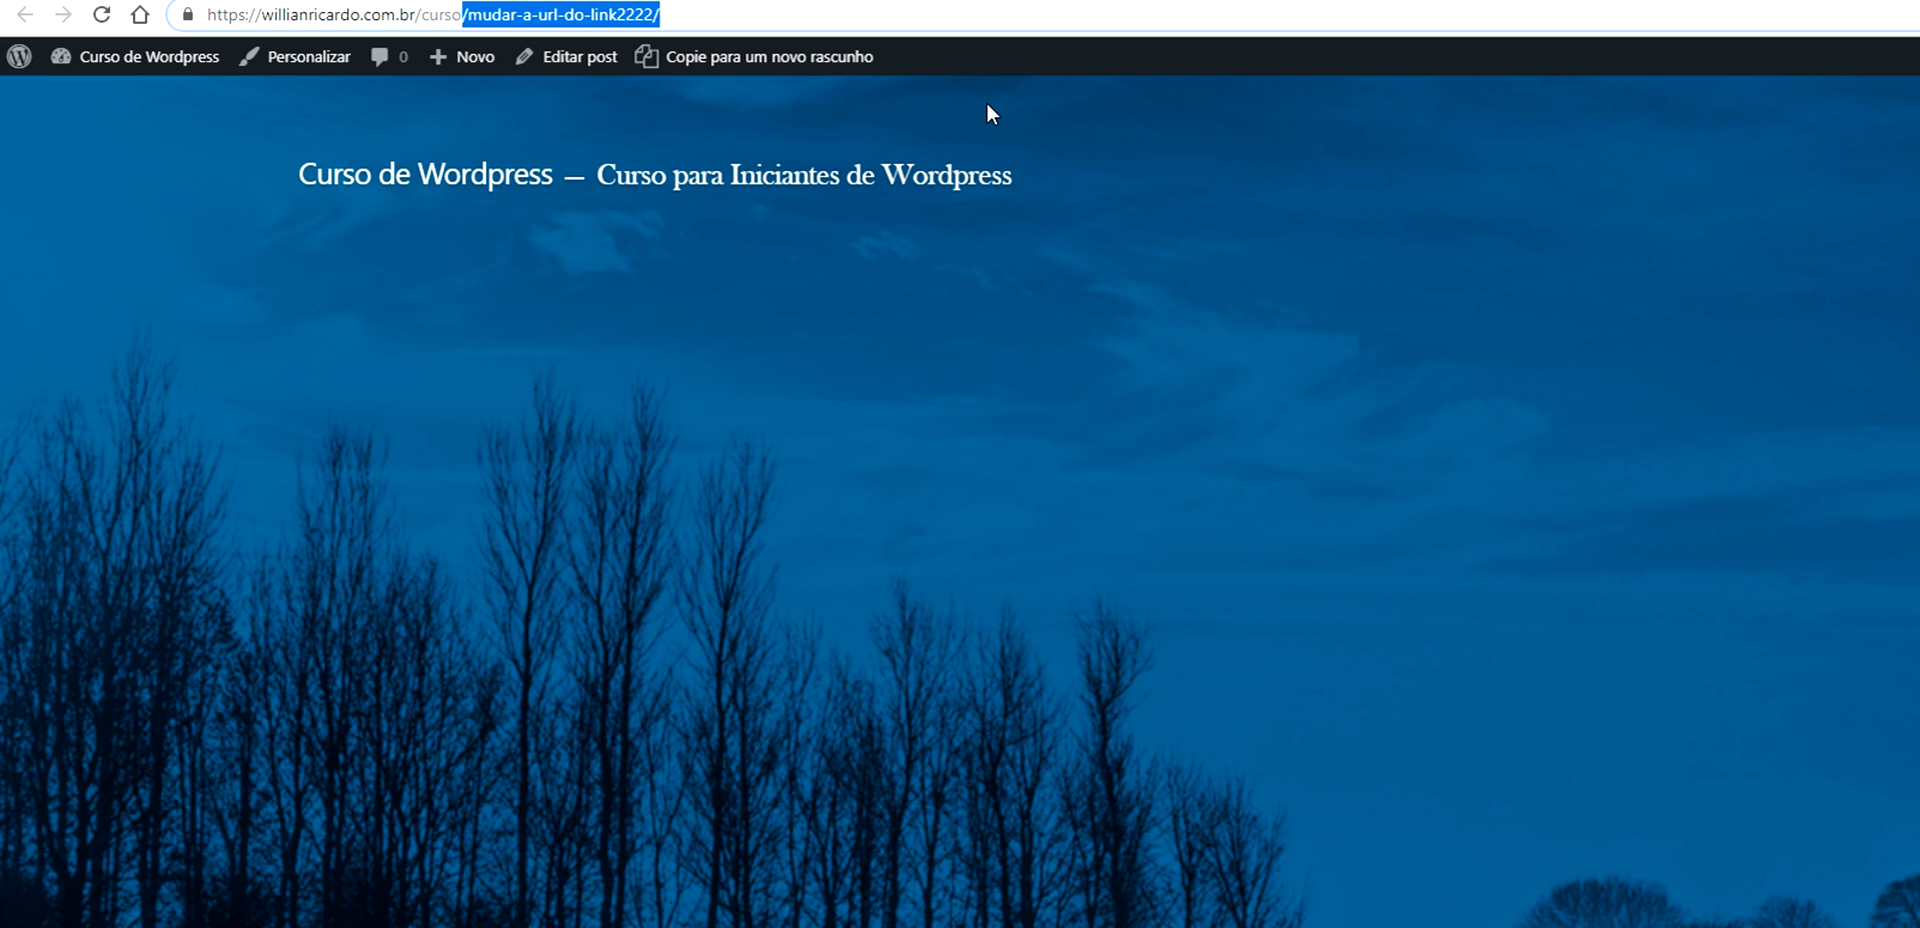 https://willianricardo.com.br/curso/mudar-a-url-do-link2222/
Curso de Wordpress Personalizar 0 Novo Editar post Copie para um novo rascunho
Curso de Wordpress — Curso para Iniciantes de Wordpress